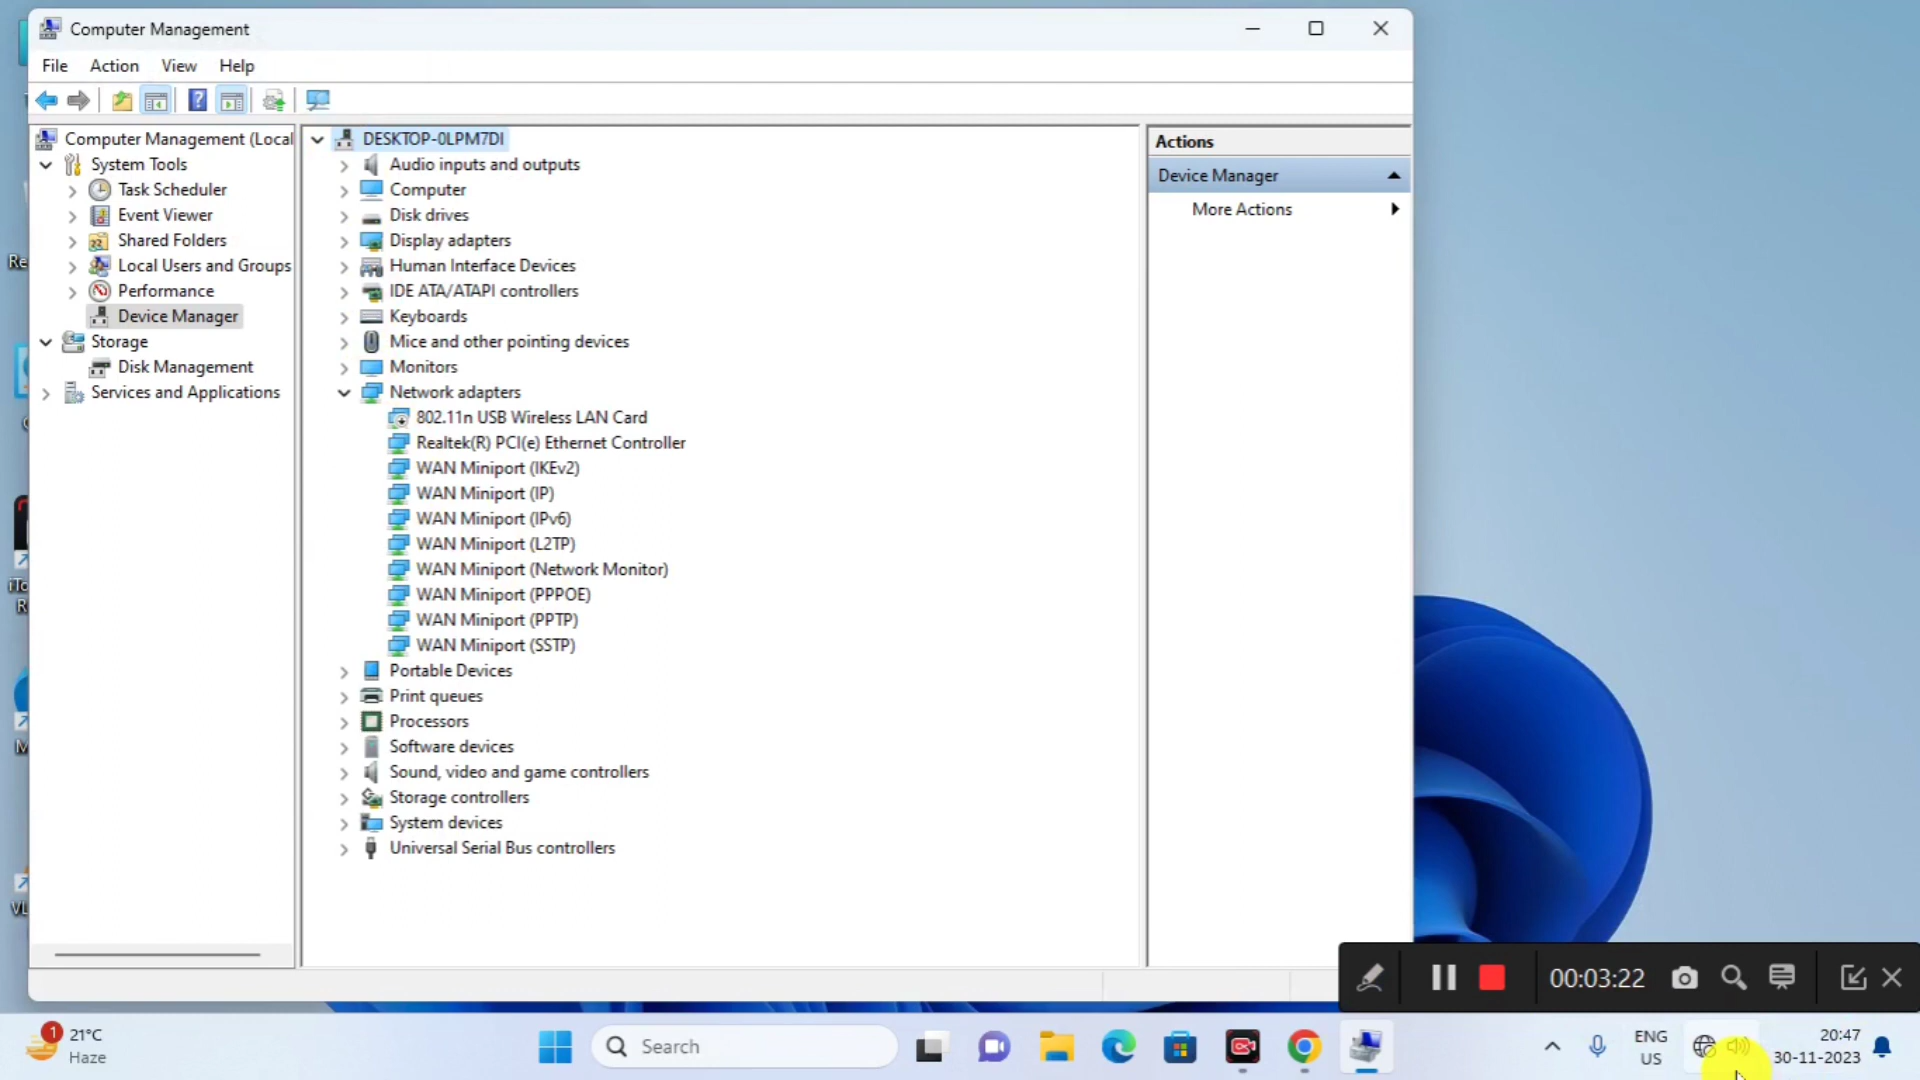 Computer Management
File Action View Help
Computer Management (Local
System Tools
Task Scheduler
Event Viewer
Shared Folders
Local Users and Groups
Performance
Device Manager
Storage
Disk Management
Services and Applications
DESKTOP-0LPM7DI
Audio inputs and outputs
Computer
Disk drives
Display adapters
Human Interface Devices
IDE ATA/ATAPI controllers
Keyboards
Mice and other pointing devices
Monitors
Network adapters
802.11n USB Wireless LAN Card
Realtek(R) PCI(e) Ethernet Controller
WAN Miniport (IKEv2)
WAN Miniport (IP)
WAN Miniport (IPv6)
WAN Miniport (L2TP)
WAN Miniport (Network Monitor)
WAN Miniport (PPPOE)
WAN Miniport (PPTP)
WAN Miniport (SSTP)
Portable Devices
Print queues
Processors
Software devices
Sound, video and game controllers
Storage controllers
System devices
Universal Serial Bus controllers
Actions
Device Manager
More Actions
Re
R
M
VL
00:03:22
1
21°C
Haze
Search
ENG
US
20:47
30-11-2023